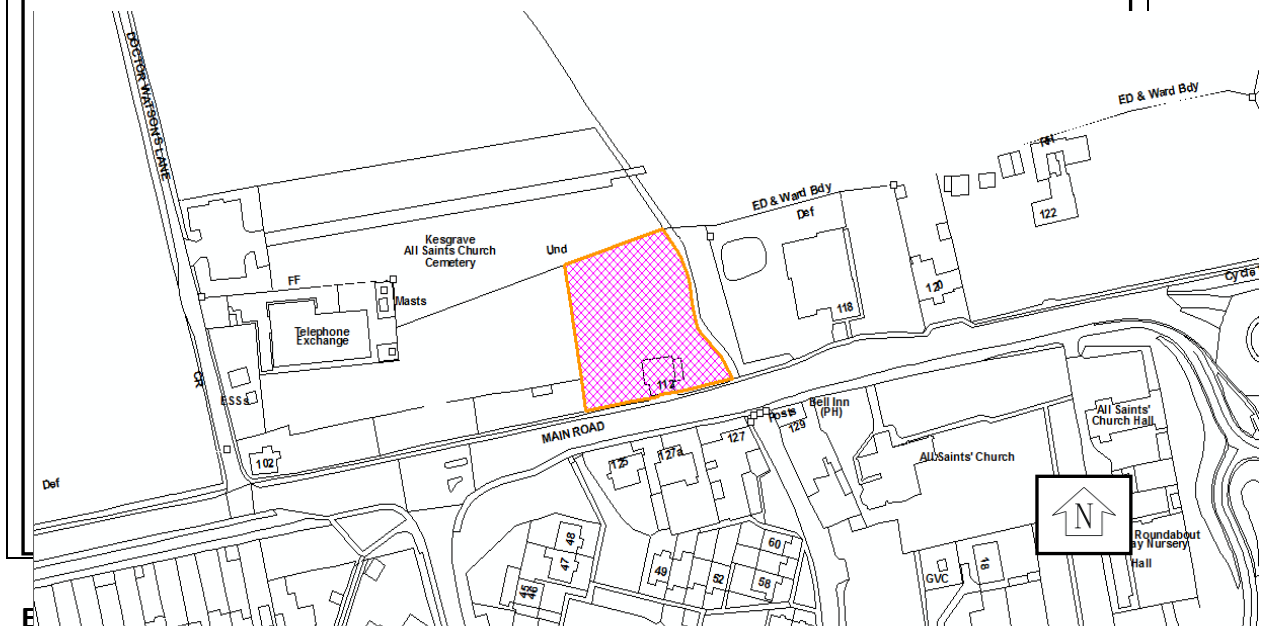 DOCTOR WATSON'S LANE
ED & Ward Bdy
ED & Ward Bdy
Def
122
Kesgrave
All Saints Church
Cemetery
Und
FF
Masts
Telephone
Exchange
120
118
Cycle
CR
ESSs
112
MAIN ROAD
Posts
Bell Inn
(PH)
129
127
127a
125
All Saints'
Church Hall
All Saints' Church
102
Def
N
Roundabout
ay Nursery
Hall
48
47
45
46
49
52
60
58
GVC
18
E